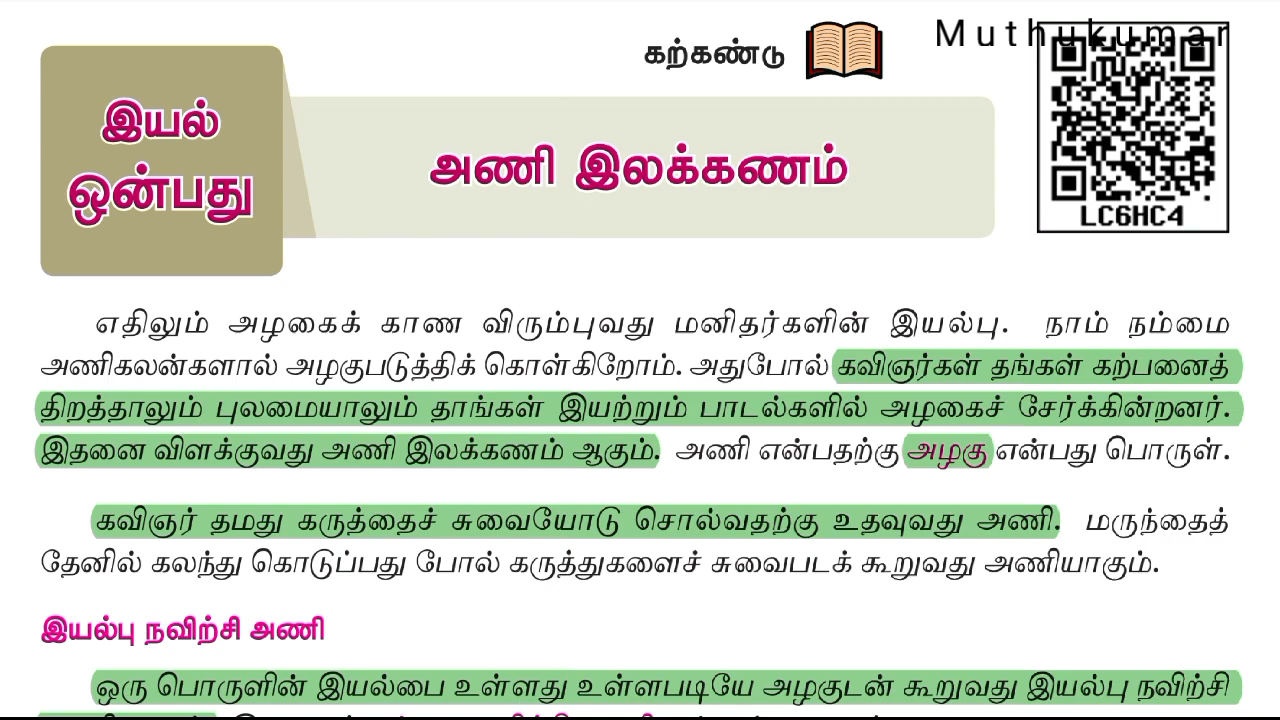 கற்கண்டு
Muthukumar
இயல்
ஒன்பது
அணி இலக்கணம்
LC6HC4
எதிலும் அழகைக் காண விரும்புவது மனிதர்களின் இயல்பு. நாம் நம்மை
அணிகலன்களால் அழகுபடுத்திக் கொள்கிறோம். அதுபோல் கவிஞர்கள் தங்கள் கற்பனைத்
திறத்தாலும் புலமையாலும் தாங்கள் இயற்றும் பாடல்களில் அழகைச் சேர்க்கின்றனர்.
இதனை விளக்குவது அணி இலக்கணம் ஆகும். அணி என்பதற்கு அழகு என்பது பொருள்.
கவிஞர் தமது கருத்தைச் சுவையோடு சொல்வதற்கு உதவுவது அணி. மருந்தைத்
தேனில் கலந்து கொடுப்பது போல் கருத்துகளைச் சுவைபடக் கூறுவது அணியாகும்.
இயல்பு நவிற்சி அணி
ஒரு பொருளின் இயல்பை உள்ளது உள்ளபடியே அழகுடன் கூறுவது இயல்பு நவிற்சி